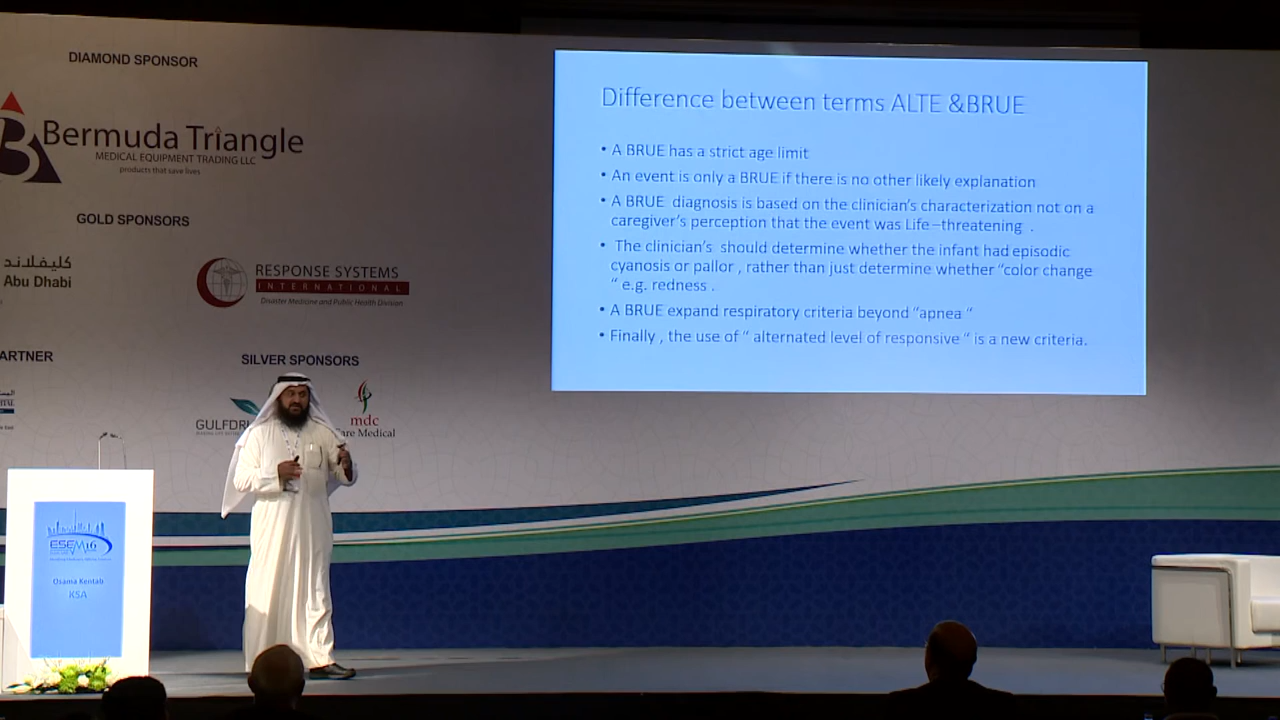 DIAMOND SPONSOR
Bermuda Triangle
MEDICAL EQUIPMENT TRADING LLC
products that save lives
GOLD SPONSORS
كليفلاند
Abu Dhabi
RESPONSE SYSTEMS
INTERNATIONAL
Disaster Medicine and Public Health Division
ARTNER
SILVER SPONSORS
GULFDR
mdc
are Medical
Difference between terms ALTE &BRUE
• A BRUE has a strict age limit
• An event is only a BRUE if there is no other likely explanation
• A BRUE diagnosis is based on the clinician's characterization not on a
caregiver's perception that the event was Life–threatening .
• The clinician's should determine whether the infant had episodic
cyanosis or pallor , rather than just determine whether "color change
" e.g. redness .
• A BRUE expand respiratory criteria beyond "apnea "
• Finally , the use of " alternated level of responsive " is a new criteria.
ESEM16
Osama Kentab
KSA